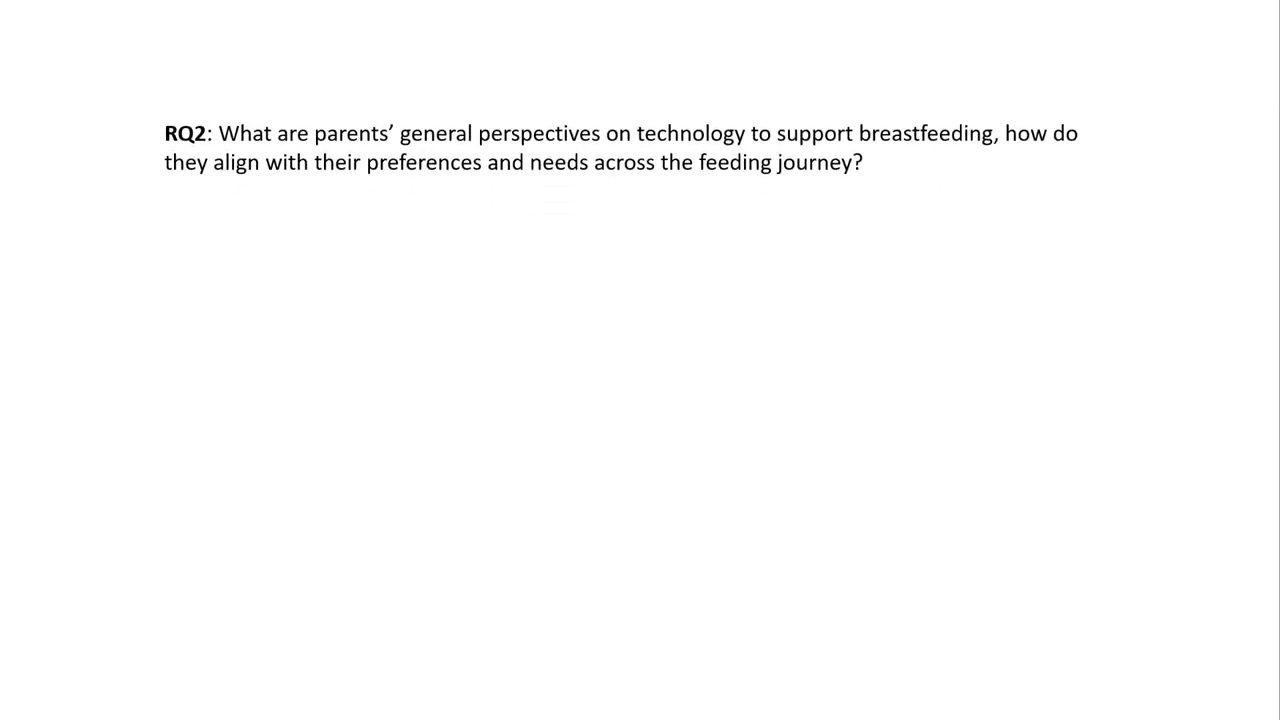 RQ2: What are parents’ general perspectives on technology to support breastfeeding, how do
they align with their preferences and needs across the feeding journey?